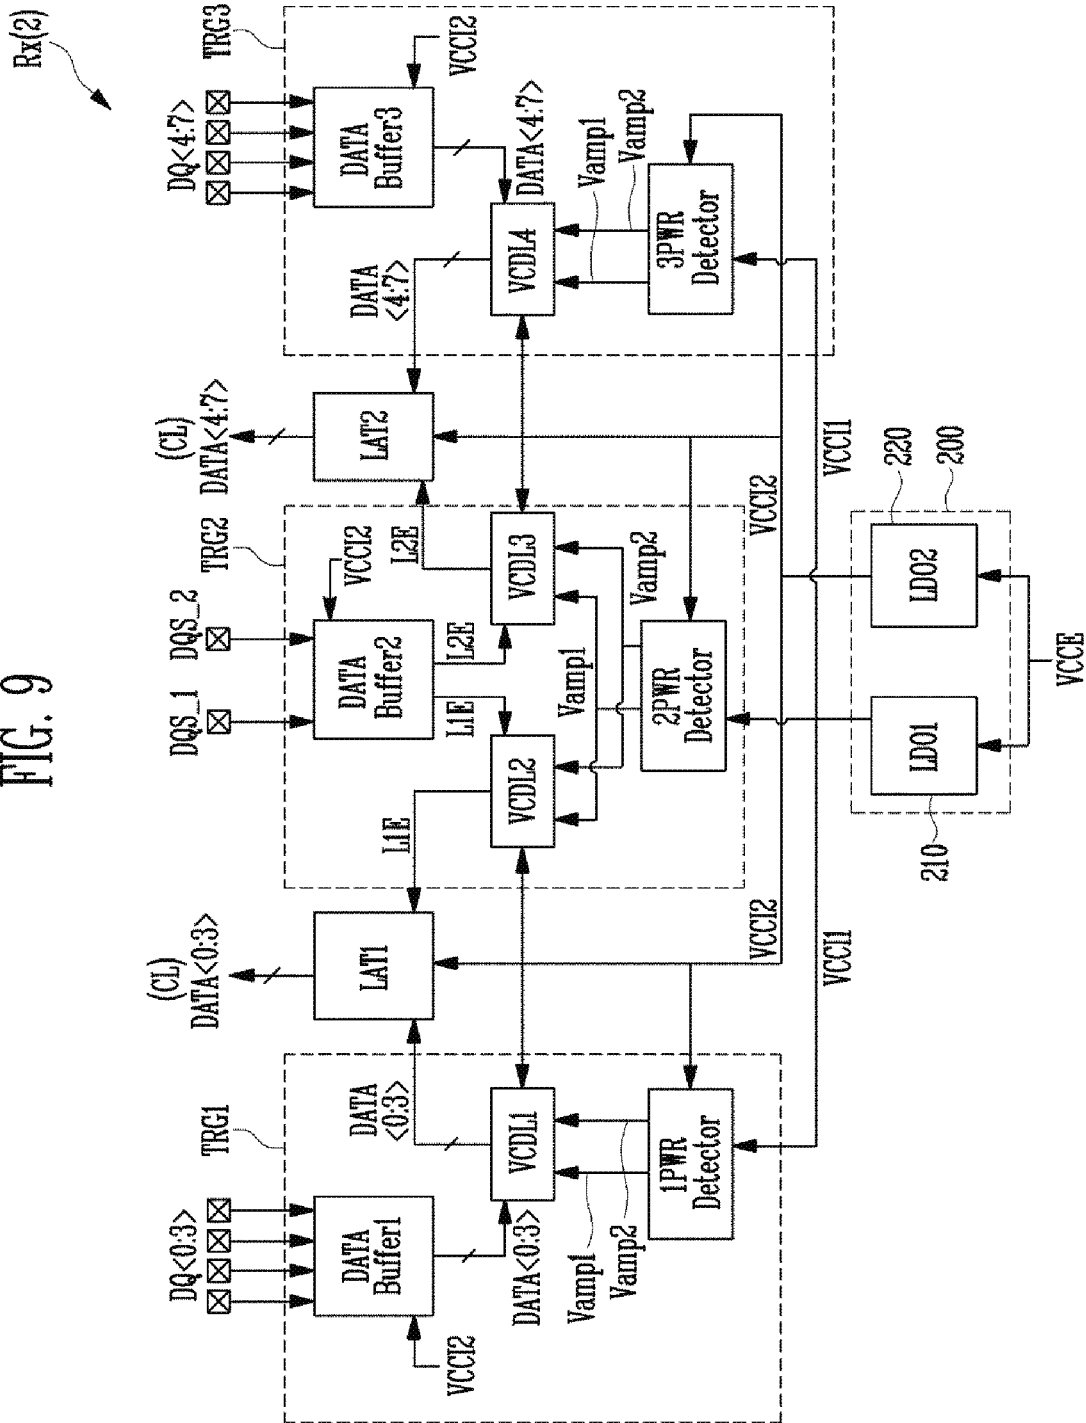 FIG. 9
Rx(2)
DQ<0:3>
DQS_1
DQS_2
DQ<4:7>
TRG1
(CL)
DATA<0:3>
TRG2
(CL)
DATA<4:7>
TRG3
DATA
Buffer1
VCCI2
DATA
<0:3>
LAT1
L1E
DATA
Buffer2
VCCI2
L1E
L2E
L2E
LAT2
DATA
<4:7>
DATA
Buffer3
VCCI2
DATA<0:3>
VCDL1
VCDL2
VCDL3
VCDL4
DATA<4:7>
Vamp1
Vamp2
Vamp1
Vamp2
Vamp1
Vamp2
1PWR
Detector
2PWR
Detector
3PWR
Detector
VCCI2
VCCI2
VCCI1
VCCI1
210
LDO1
LDO2
220
200
VCCE